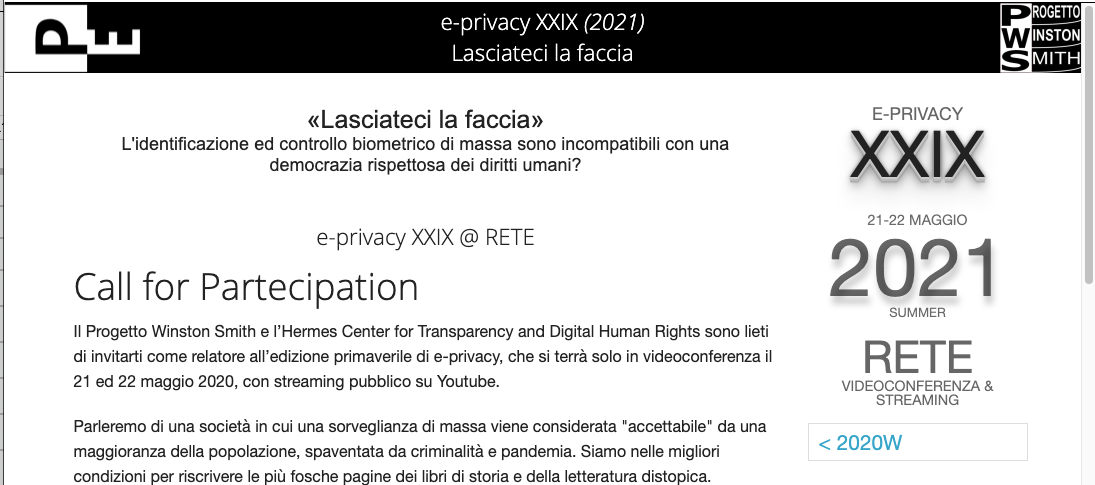 PE
e-privacy XXIX (2021)
Lasciateci la faccia
PROGETTO
WINSTON
SMITH
«Lasciateci la faccia»
L'identificazione ed controllo biometrico di massa sono incompatibili con una
democrazia rispettosa dei diritti umani?
e-privacy XXIX @ RETE
Call for Partecipation
Il Progetto Winston Smith e l’Hermes Center for Transparency and Digital Human Rights sono lieti
di invitarti come relatore all’edizione primaverile di e-privacy, che si terrà solo in videoconferenza il
21 ed 22 maggio 2020, con streaming pubblico su Youtube.
Parleremo di una società in cui una sorveglianza di massa viene considerata "accettabile" da una
maggioranza della popolazione, spaventata da criminalità e pandemia. Siamo nelle migliori
condizioni per riscrivere le più fosche pagine dei libri di storia e della letteratura distopica.
E-PRIVACY
XXIX
21-22 MAGGIO
2021
SUMMER
RETE
VIDEOCONFERENZA &
STREAMING
< 2020W